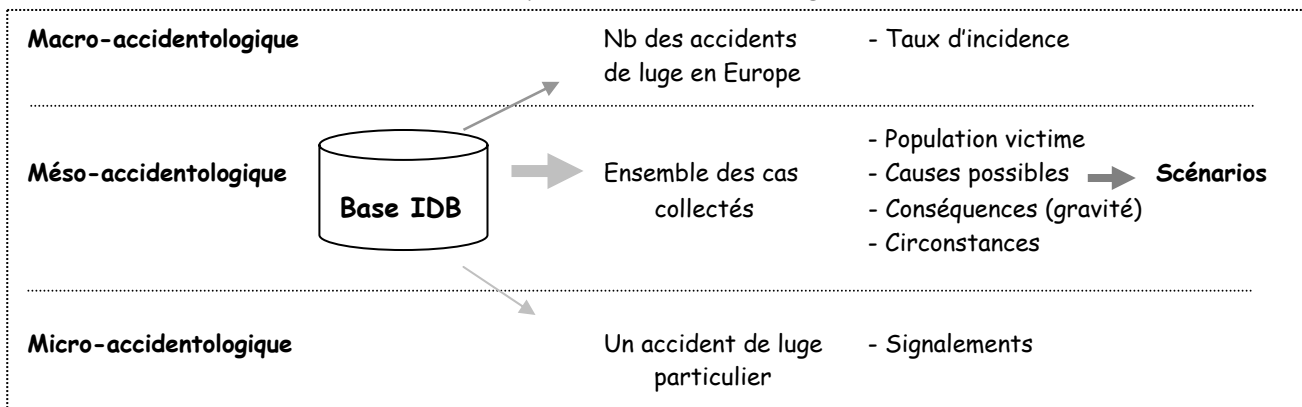 Macro-accidentologique
Nb des accidents
de luge en Europe
- Taux d'incidence
Méso-accidentologique
Base IDB
Ensemble des cas
collectés
- Population victime
- Causes possibles
- Conséquences (gravité)
- Circonstances
Scénarios
Micro-accidentologique
Un accident de luge
particulier
- Signalements